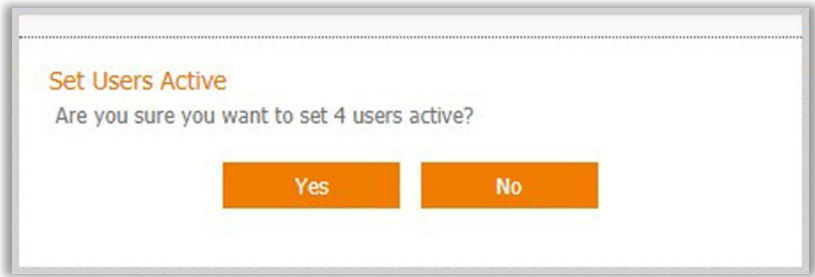 Set Users Active
Are you sure you want to set 4 users active?
Yes
No